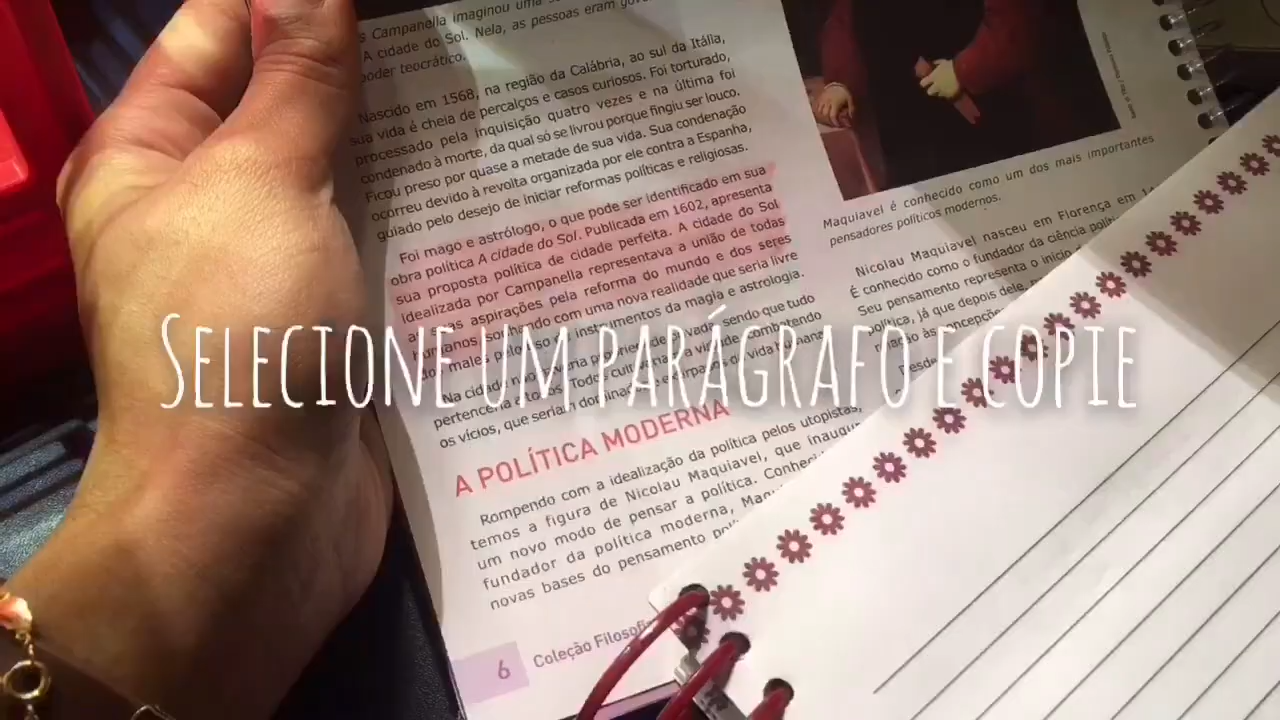 Campanella imaginou uma
A cidade do Sol. Nela, as pessoas eram
poder teocrático.
Nascido em 1568, na região da Calábria, ao sul da Itália,
sua vida é cheia de percalços e casos curiosos. Foi torturado,
processado pela Inquisição quatro vezes e na última foi
condenado à morte, da qual só se livrou porque fingiu ser louco.
Ficou preso por quase a metade de sua vida. Sua condenação
ocorreu devido à revolta organizada por ele contra a Espanha,
guiado pelo desejo de iniciar reformas políticas e religiosas.
Foi mago e astrólogo, o que pode ser identificado em sua
obra política A cidade do Sol. Publicada em 1602, apresenta
sua proposta política de cidade perfeita. A cidade do Sol
idealizada por Campanella representava a união de todas
as aspirações pela reforma do mundo e dos seres
humanos, com uma nova realidade que seria livre
instrumentos da magia e astrologia.
Na cidade
sendo que tudo
os vícios, que seriam
SELECIONE UM PARÁGRAFO E COPIE
A POLÍTICA MODERNA
Rompendo com a idealização da política pelos utopistas,
temos a figura de Nicolau Maquiavel, que
um novo modo de pensar a política.
fundador da política moderna,
novas bases do pensamento
6 Coleção
Maquiavel é conhecido como um dos mais importantes
pensadores políticos modernos.
Nicolau Maquiavel nasceu em Florença em
É conhecido como o fundador da ciência
Seu pensamento representa o início
já que depois dele,
às concepções
Desde